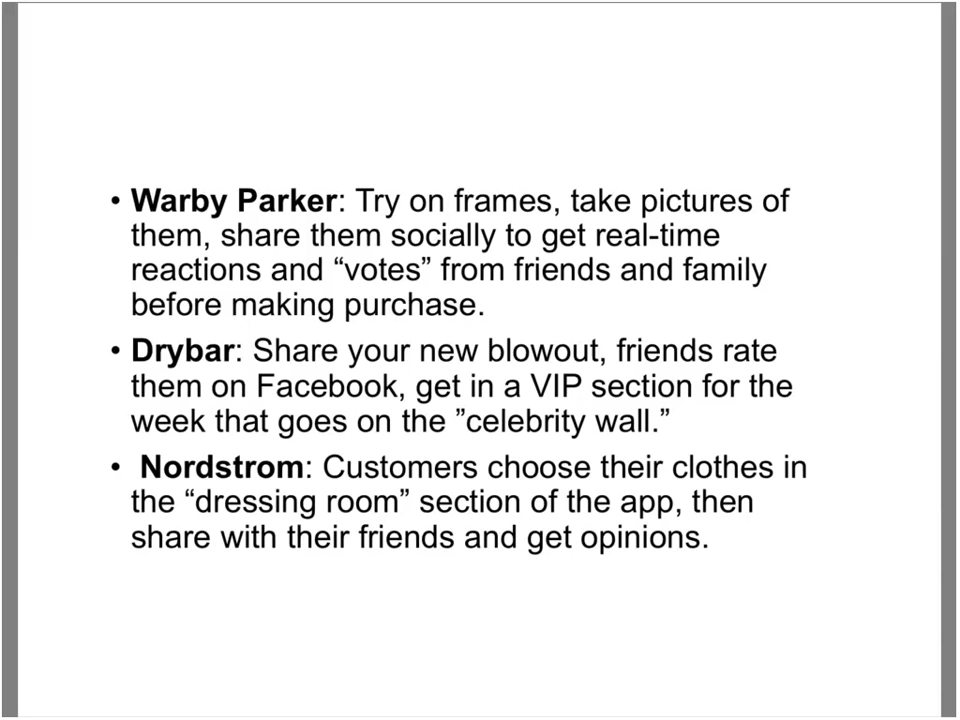 • Warby Parker: Try on frames, take pictures of
them, share them socially to get real-time
reactions and “votes” from friends and family
before making purchase.
• Drybar: Share your new blowout, friends rate
them on Facebook, get in a VIP section for the
week that goes on the ”celebrity wall.”
• Nordstrom: Customers choose their clothes in
the “dressing room” section of the app, then
share with their friends and get opinions.